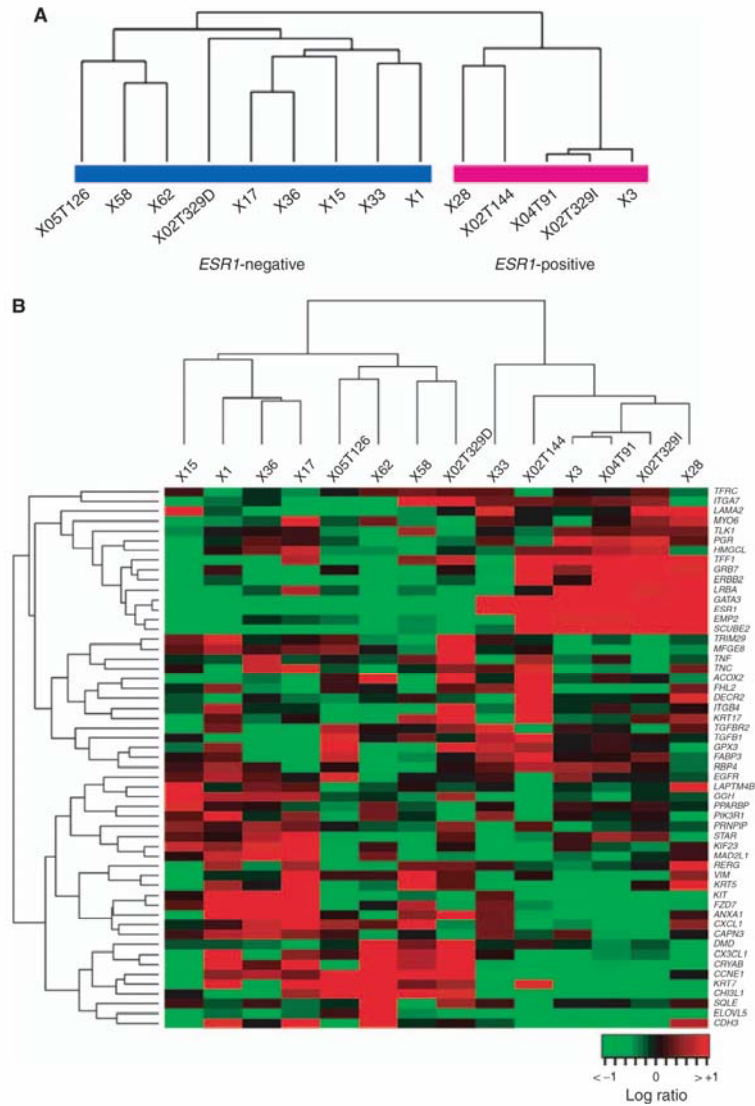 A
X05T126
X58
X62
X02T329D
X17
X36
X15
X33
X1
X28
X02T144
X04T91
X02T329I
X3
ESR1-negative
ESR1-positive
B
X15
X1
X36
X17
X05T126
X62
X58
X02T329D
X33
X02T144
X3
X04T91
X02T329I
X28
TFRC
ITGA7
LAMA2
MYO6
TLK1
PGR
HMGCL
TFF1
GRB7
ERBB2
LRBA
GATA3
ESR1
EMP2
SCUBE2
TRIM29
MFGE8
TNF
TNC
ACOX2
FHL2
DECR2
ITGB4
KRT17
TGFBR2
TGFB1
GPX3
FABP3
RBP4
EGFR
LAPTM4B
GGH
PPARBP
PIK3R1
PRNPIP
STAR
KIF23
MAD2L1
RERG
VIM
KRT5
KIT
FZD7
ANXA1
CXCL1
CAPN3
DMD
CX3CL1
CRYAB
CCNE1
KRT7
CHI3L1
SQLE
ELOVL5
CDH3
< −1 0 > +1
Log ratio